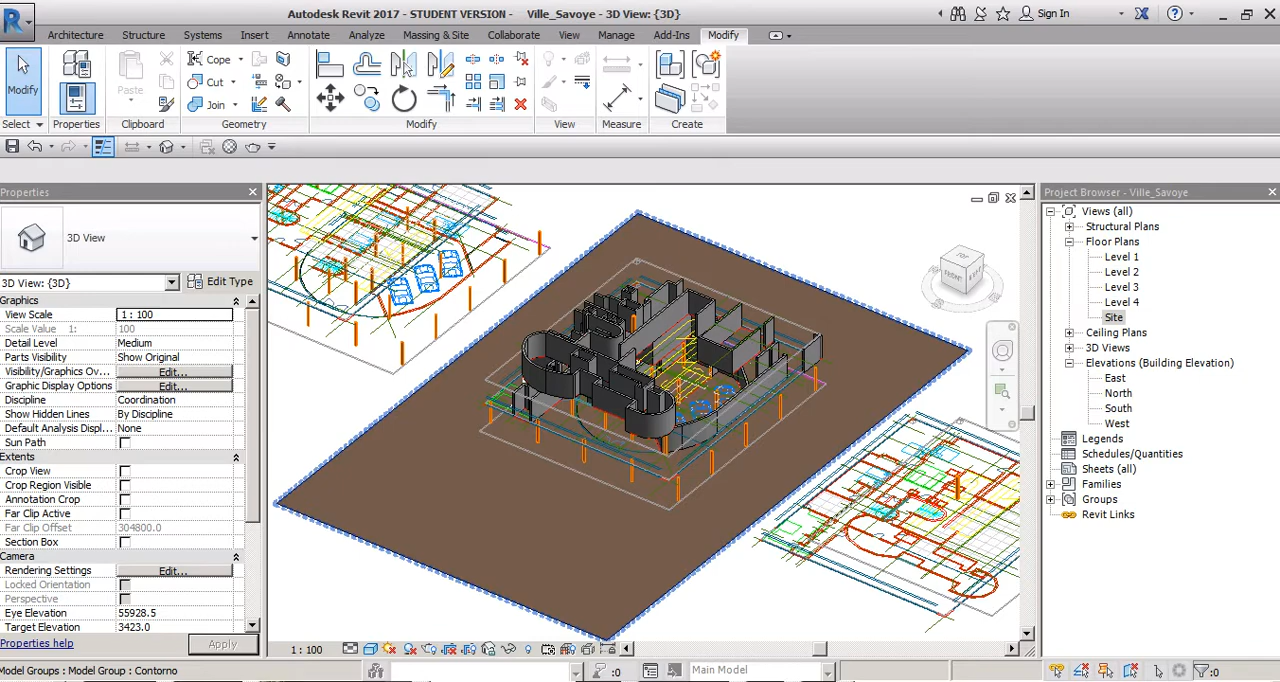 Autodesk Revit 2017 - STUDENT VERSION - Ville_Savoye - 3D View: {3D}
Sign In
Architecture Structure Systems Insert Annotate Analyze Massing & Site Collaborate View Manage Add-Ins Modify
Modify
Paste
Cope
Cut
Join
Select Properties Clipboard Geometry Modify View Measure Create
Properties
3D View
3D View: {3D} Edit Type
Graphics
View Scale 1 : 100
Scale Value 1: 100
Detail Level Medium
Parts Visibility Show Original
Visibility/Graphics Ov... Edit...
Graphic Display Options Edit...
Discipline Coordination
Show Hidden Lines By Discipline
Default Analysis Displ... None
Sun Path
Extents
Crop View
Crop Region Visible
Annotation Crop
Far Clip Active
Far Clip Offset 304800.0
Section Box
Camera
Rendering Settings Edit...
Locked Orientation
Perspective
Eye Elevation 55928.5
Target Elevation 3423.0
Properties help Apply
TOP
FRONT
1 : 100
Project Browser - Ville_Savoye
Views (all)
Structural Plans
Floor Plans
Level 1
Level 2
Level 3
Level 4
Site
Ceiling Plans
3D Views
Elevations (Building Elevation)
East
North
South
West
Legends
Schedules/Quantities
Sheets (all)
Families
Groups
Revit Links
Model Groups : Model Group : Contorno
:0
Main Model
:0